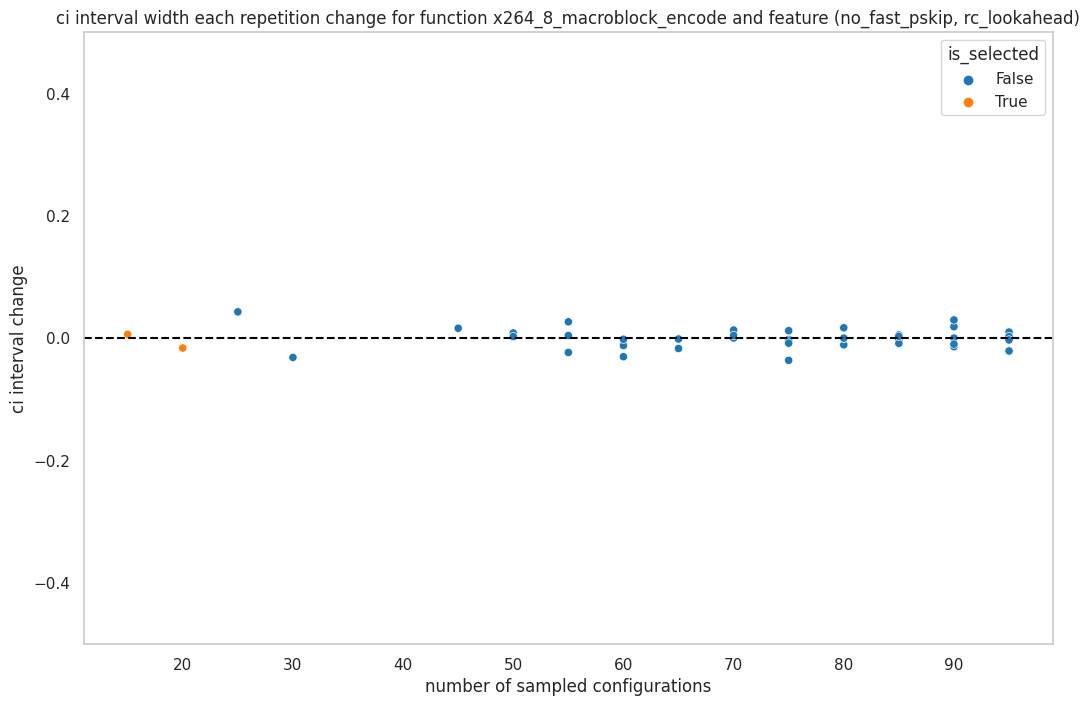 ci interval width each repetition change for function x264_8_macroblock_encode and feature (no_fast_pskip, rc_lookahead)
is_selected
False
True
ci interval change
0.4
0.2
0.0
−0.2
−0.4
20 30 40 50 60 70 80 90
number of sampled configurations